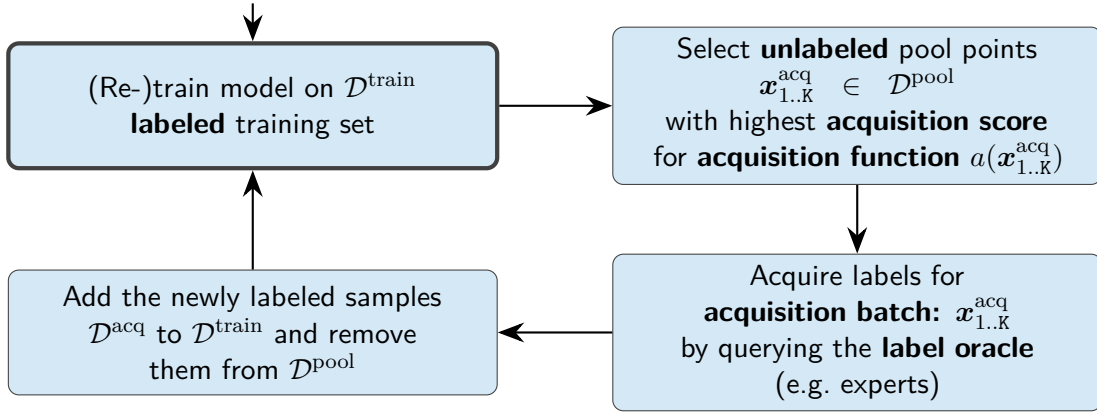 (Re-)train model on 𝒟^train
labeled training set
Select unlabeled pool points
𝒙^acq_1..K ∈ 𝒟^pool
with highest acquisition score
for acquisition function a(𝒙^acq_1..K)
Acquire labels for
acquisition batch: 𝒙^acq_1..K
by querying the label oracle
(e.g. experts)
Add the newly labeled samples
𝒟^acq to 𝒟^train and remove
them from 𝒟^pool